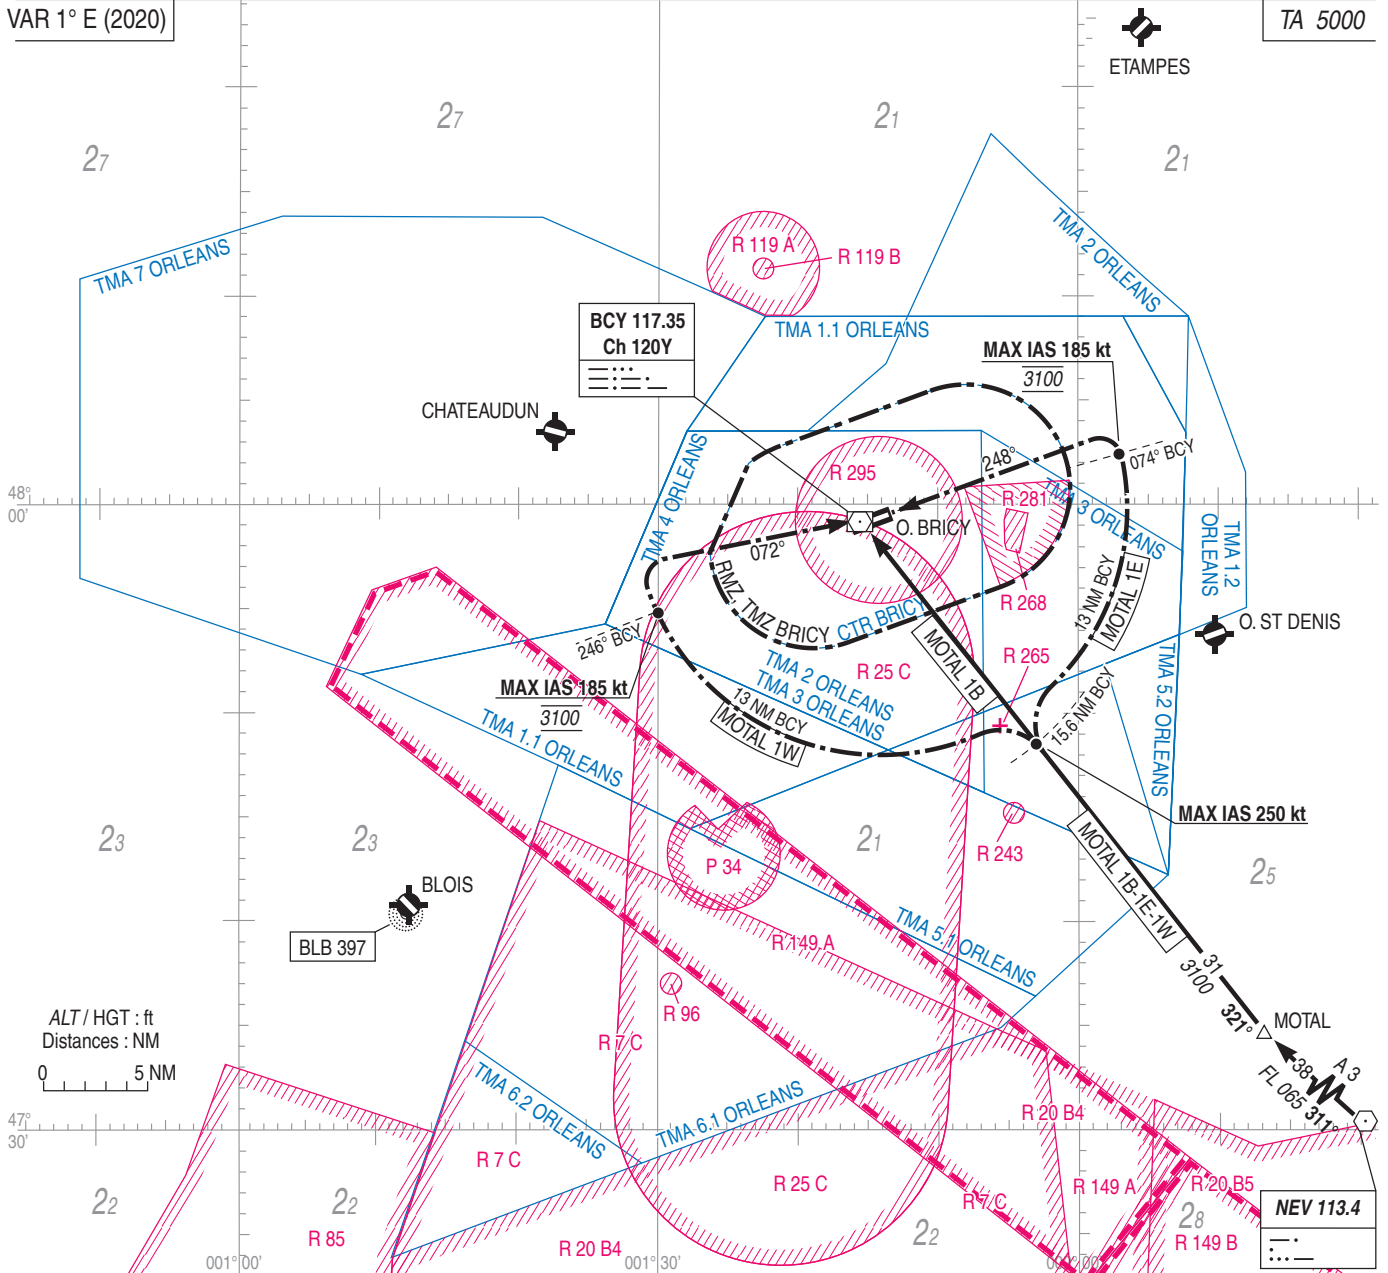 VAR 1° E (2020)
TA 5000
ETAMPES
27
21
27
21
R 119 A
R 119 B
TMA 7 ORLEANS
TMA 2 ORLEANS
BCY 117.35
Ch 120Y
TMA 1.1 ORLEANS
MAX IAS 185 kt
3100
CHATEAUDUN
074° BCY
248°
R 295
R 281
TMA 3 ORLEANS
TMA 4 ORLEANS
48°
00'
O. BRICY
TMA 1.2
ORLEANS
072°
RMZ, TMZ BRICY
CTR BRICY
R 268
13 NM BCY
MOTAL 1E
O. ST DENIS
246° BCY
R 265
MOTAL 1B
TMA 2 ORLEANS
TMA 3 ORLEANS
R 25 C
MAX IAS 185 kt
3100
13 NM BCY
MOTAL 1W
15.6 NM BCY
TMA 5.2 ORLEANS
TMA 1.1 ORLEANS
MAX IAS 250 kt
23
23
21
25
P 34
R 243
MOTAL 1B-1E-1W
BLOIS
BLB 397
R 149 A
TMA 5.1 ORLEANS
31
3100
321°
MOTAL
R 96
ALT / HGT : ft
Distances : NM
0 5 NM
R 7 C
A 3
38
FL 065
311°
TMA 6.2 ORLEANS
TMA 6.1 ORLEANS
R 20 B4
47°
30'
R 7 C
R 25 C
R 7 C
R 149 A
R 20 B5
22
22
22
28
NEV 113.4
R 85
R 20 B4
R 149 B
001°00'
001°30'
000°00'